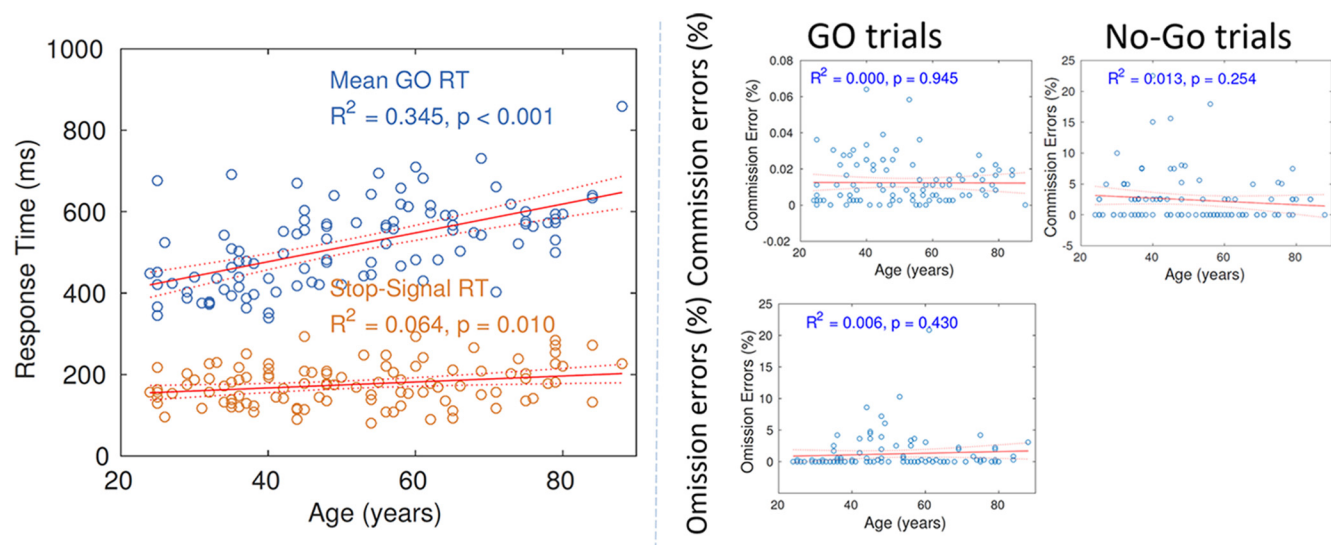 1000
800
600
400
200
0
Response Time (ms)
Mean GO RT
R² = 0.345, p < 0.001
Stop-Signal RT
R² = 0.064, p = 0.010
20 40 60 80
Age (years)
Commission errors (%)
GO trials
R² = 0.000, p = 0.945
0.08
0.06
0.04
0.02
0
-0.02
Commission Error (%)
20 40 60 80
Age (years)
No-Go trials
R² = 0.013, p = 0.254
25
20
15
10
5
0
-5
Commission Errors (%)
20 40 60 80
Age (years)
Omission errors (%)
R² = 0.006, p = 0.430
25
20
15
10
5
0
Omission Errors (%)
20 40 60 80
Age (years)